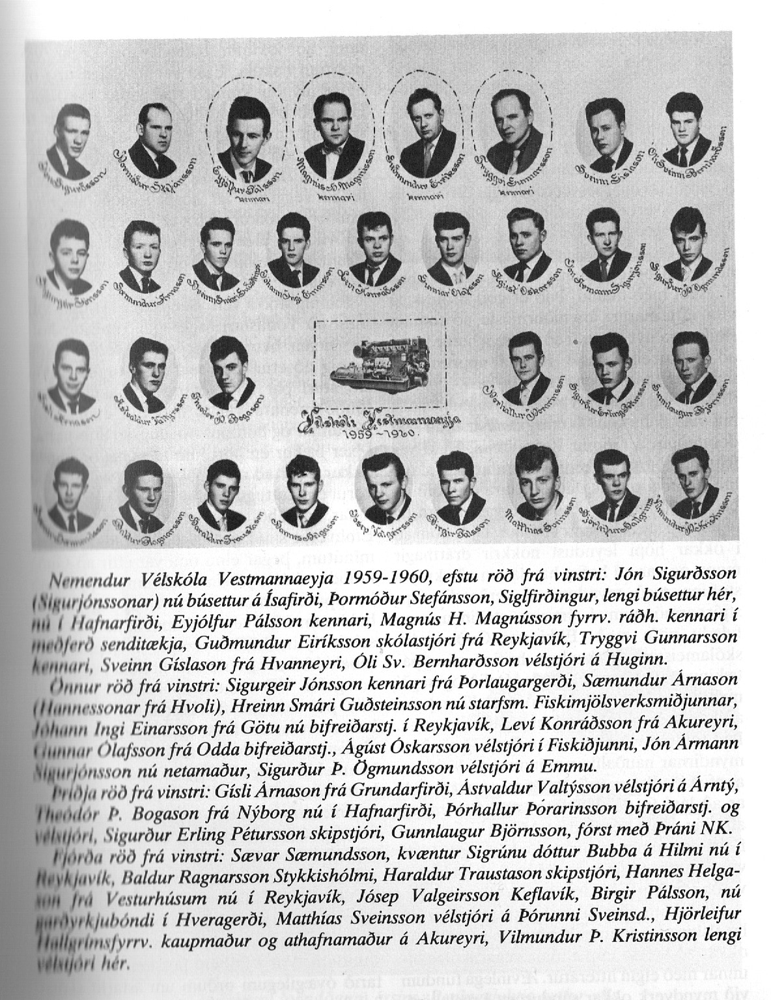 Jón Sigurðsson
Þormóður Stefánsson
Eyjólfur Pálsson
kennari
Magnús H Magnússon
kennari
Guðmundur Eiríksson
kennari
Tryggvi Gunnarsson
kennari
Sveinn Gíslason
Óli Sveinn Bernharðsson
Sigurgeir Jónsson
Sæmundur Árnason
Hreinn Smári Guðsteinss
Jóhann Ingi Einarsson
Leví Konráðsson
Gunnar Ólafsson
Ágúst Óskarsson
Jón Ármann Sigurjónsson
Sigurður Þ. Ögmundsson
Gísli Árnason
Ástvaldur Valtýsson
Theodór Þ. Bogason
Vélskóli Vestmannaeyja
1959-1960.
Þórhallur Þórarinsson
Sigurður Erling Pétursson
Gunnlaugur Björnsson
Sævar Sæmundsson
Baldur Ragnarsson
Haraldur Traustason
Hannes Helgason
Jósep Valgeirsson
Birgir Pálsson
Matthías Sveinsson
Hjörleifur Hallgríms
Vilmundur Þ. Kristinsson
Nemendur Vélskóla Vestmannaeyja 1959-1960, efstu röð frá vinstri: Jón Sigurðsson
(Sigurjónssonar) nú búsettur á Ísafirði, Þormóður Stefánsson, Siglfirðingur, lengi búsettur hér,
nú í Hafnarfirði, Eyjólfur Pálsson kennari, Magnús H. Magnússon fyrrv. ráðh. kennari í
meðferð senditækja, Guðmundur Eiríksson skólastjóri frá Reykjavík, Tryggvi Gunnarsson
kennari, Sveinn Gíslason frá Hvanneyri, Óli Sv. Bernharðsson vélstjóri á Huginn.
Önnur röð frá vinstri: Sigurgeir Jónsson kennari frá Þorlaugargerði, Sæmundur Árnason
(Hannessonar frá Hvoli), Hreinn Smári Guðsteinsson nú starfsm. Fiskimjölsverksmiðjunnar,
Jóhann Ingi Einarsson frá Götu nú bifreiðarstj. í Reykjavík, Leví Konráðsson frá Akureyri,
Gunnar Ólafsson frá Odda bifreiðarstj., Ágúst Óskarsson vélstjóri í Fiskiðjunni, Jón Ármann
Sigurjónsson nú netamaður, Sigurður Þ. Ögmundsson vélstjóri á Emmu.
Þriðja röð frá vinstri: Gísli Árnason frá Grundarfirði, Ástvaldur Valtýsson vélstjóri á Árntý,
Theódór Þ. Bogason frá Nýborg nú í Hafnarfirði, Þórhallur Þórarinsson bifreiðarstj. og
vélstjóri, Sigurður Erling Pétursson skipstjóri, Gunnlaugur Björnsson, fórst með Þráni NK.
Fjórða röð frá vinstri: Sævar Sæmundsson, kvæntur Sigrúnu dóttur Bubba á Hilmi nú í
Reykjavík, Baldur Ragnarsson Stykkishólmi, Haraldur Traustason skipstjóri, Hannes Helga-
son frá Vesturhúsum nú í Reykjavík, Jósep Valgeirsson Keflavík, Birgir Pálsson, nú
garðyrkjubóndi í Hveragerði, Matthías Sveinsson vélstjóri á Þórunni Sveinsd., Hjörleifur
Hallgrímsfyrrv. kaupmaður og athafnamaður á Akureyri, Vilmundur Þ. Kristinsson lengi
vélstjóri hér.